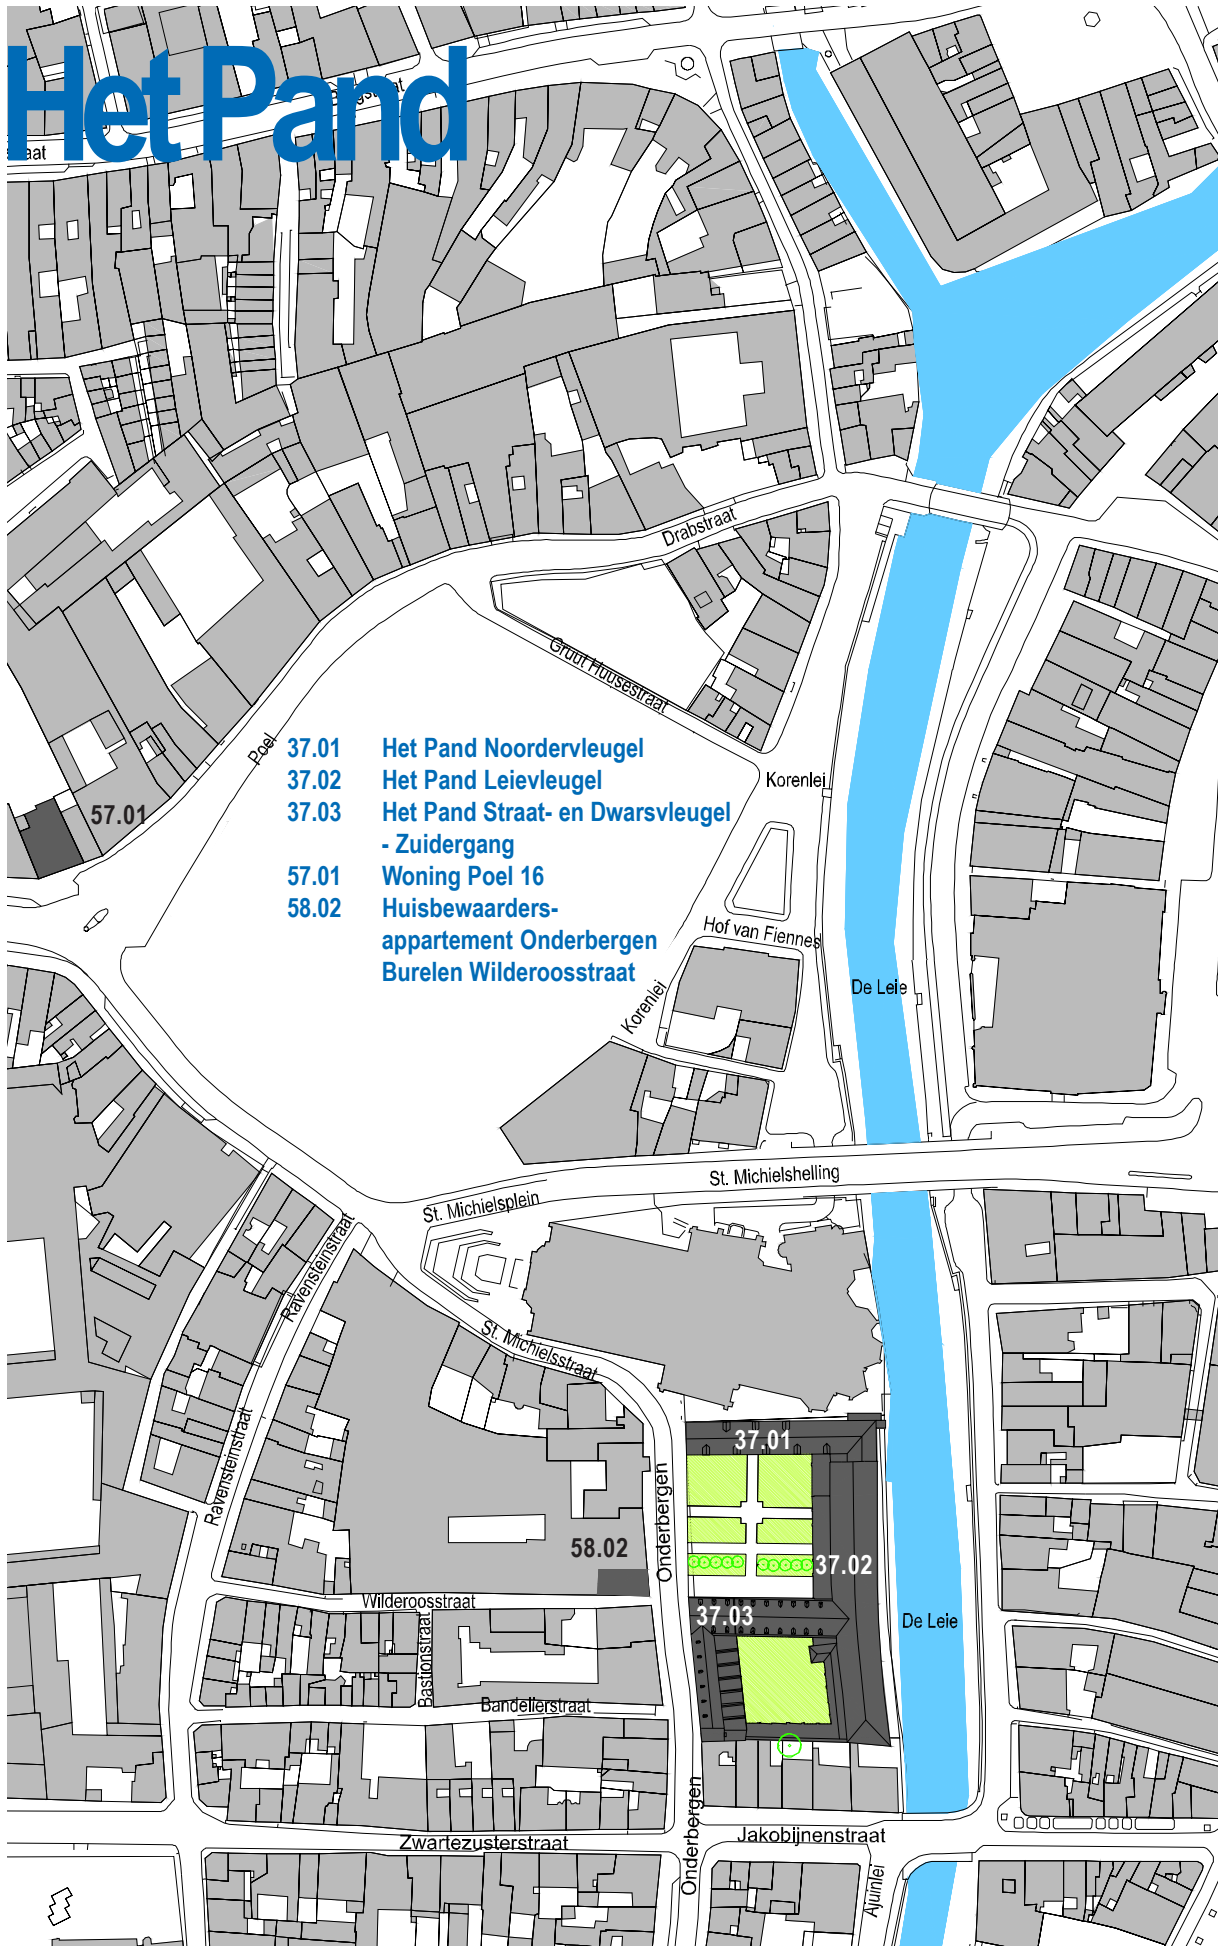 Het Pand
Drabstraat
Gruut Huusestraat
Poel
37.01 Het Pand Noordervleugel
37.02 Het Pand Leievleugel
37.03 Het Pand Straat- en Dwarsvleugel
- Zuidergang
57.01 Woning Poel 16
58.02 Huisbewaarders-
appartement Onderbergen
Burelen Wilderoosstraat
57.01
Korenlei
Hof van Fiennes
Korenlei
De Leie
St. Michielshelling
St. Michielsplein
Ravensteinstraat
St. Michielsstraat
Ravensteinstraat
Onderbergen
37.01
58.02
37.02
Wilderoosstraat
37.03
De Leie
Bastionstraat
Bandelierstraat
Onderbergen
Zwartezusterstraat
Jakobijnenstraat
Ajuinlei